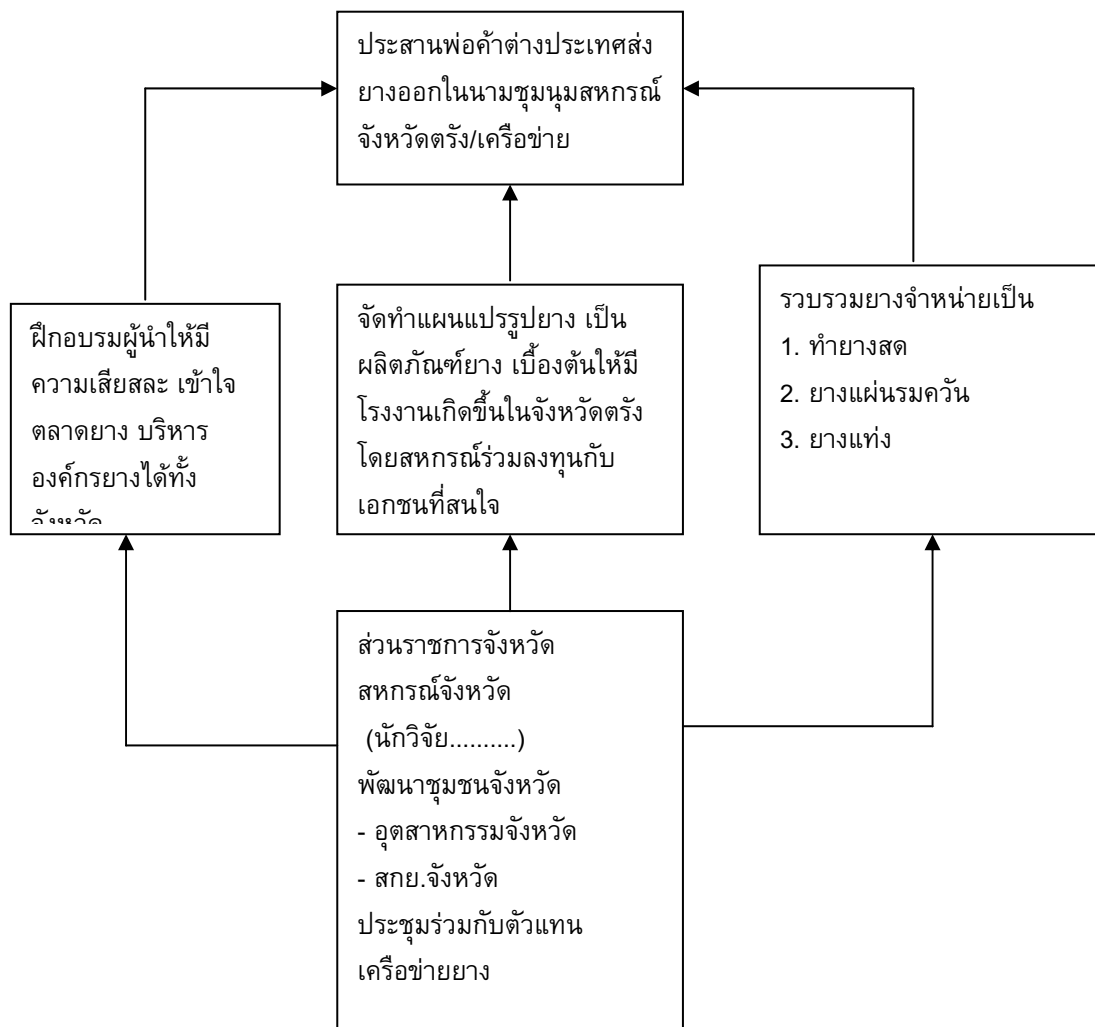 ประสานพ่อค้าต่างประเทศส่ง
ยางออกในนามชุมนุมสหกรณ์
จังหวัดตรัง/เครือข่าย
ฝึกอบรมผู้นำให้มี
ความเสียสละ เข้าใจ
ตลาดยาง บริหาร
องค์กรยางได้ทั้ง
จังหวัด
จัดทำแผนแปรรูปยาง เป็น
ผลิตภัณฑ์ยาง เบื้องต้นให้มี
โรงงานเกิดขึ้นในจังหวัดตรัง
โดยสหกรณ์ร่วมลงทุนกับ
เอกชนที่สนใจ
รวบรวมยางจำหน่ายเป็น
1. ทำยางสด
2. ยางแผ่นรมควัน
3. ยางแท่ง
ส่วนราชการจังหวัด
สหกรณ์จังหวัด
(นักวิจัย..........)
พัฒนาชุมชนจังหวัด
- อุตสาหกรรมจังหวัด
- สกย.จังหวัด
ประชุมร่วมกับตัวแทน
เครือข่ายยาง